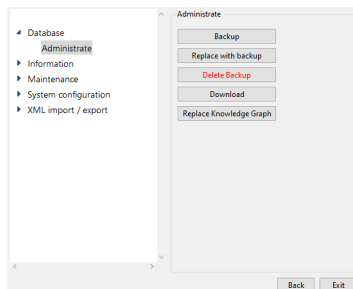 Database
Administrate
Information
Maintenance
System configuration
XML import / export
Administrate
Backup
Replace with backup
Delete Backup
Download
Replace Knowledge Graph
Back
Exit